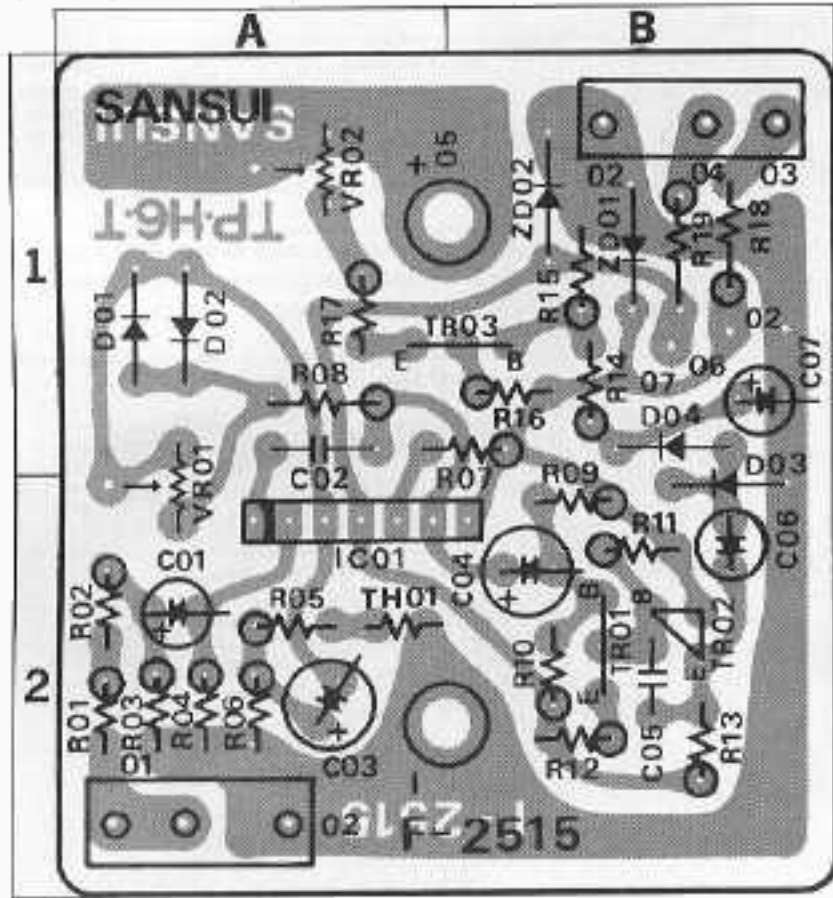 A B
SANSUI
SANSUI
VR02
+ 05
ZD02
02 04 03
TP·H6·T
ZD01
R19
R18
1
D01
D02
R17
TR03
E B
R15
02
06
07
R14
C07
+
R08
R16
D04
C02
R07
D03
VR01
R09
R11
C06
IC01
C04
+
C01
+
R02
R05
TH01
B
B
TR01
TR02
E
E
2
R10
R01
R03
R04
R06
C03
+
R12
C05
R13
01
02
−
F-2515
F-2515